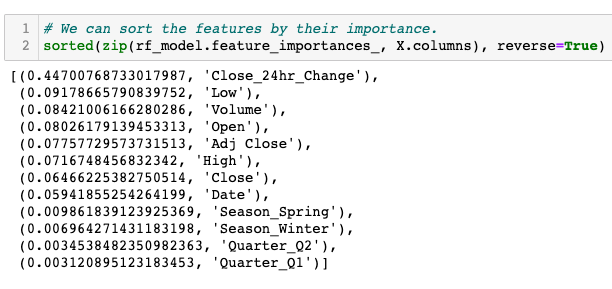 1 # We can sort the features by their importance.
2 sorted(zip(rf_model.feature_importances_, X.columns), reverse=True)
[(0.44700768733017987, 'Close_24hr_Change'),
(0.09178665790839752, 'Low'),
(0.08421006166280286, 'Volume'),
(0.08026179139453313, 'Open'),
(0.07757729573731513, 'Adj Close'),
(0.0716748456832342, 'High'),
(0.06466225382750514, 'Close'),
(0.05941855254264199, 'Date'),
(0.009861839123925369, 'Season_Spring'),
(0.006964271431183198, 'Season_Winter'),
(0.0034538482350982363, 'Quarter_Q2'),
(0.003120895123183453, 'Quarter_Q1')]